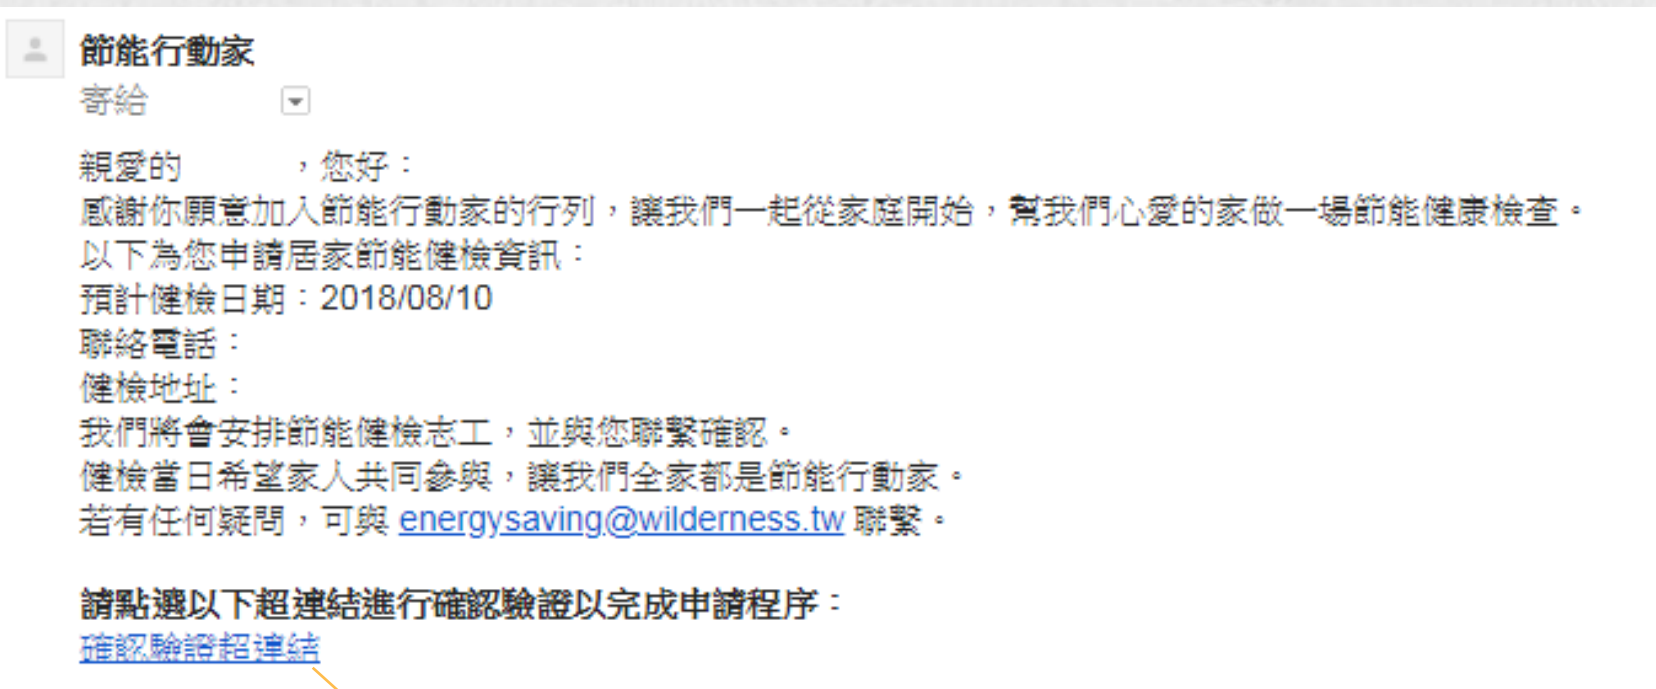 節能行動家
寄給
親愛的 ，您好：
感謝你願意加入節能行動家的行列，讓我們一起從家庭開始，幫我們心愛的家做一場節能健康檢查。
以下為您申請居家節能健檢資訊：
預計健檢日期：2018/08/10
聯絡電話：
健檢地址：
我們將會安排節能健檢志工，並與您聯繫確認。
健檢當日希望家人共同參與，讓我們全家都是節能行動家。
若有任何疑問，可與 energysaving@wilderness.tw 聯繫。
請點選以下超連結進行確認驗證以完成申請程序：
確認驗證超連結